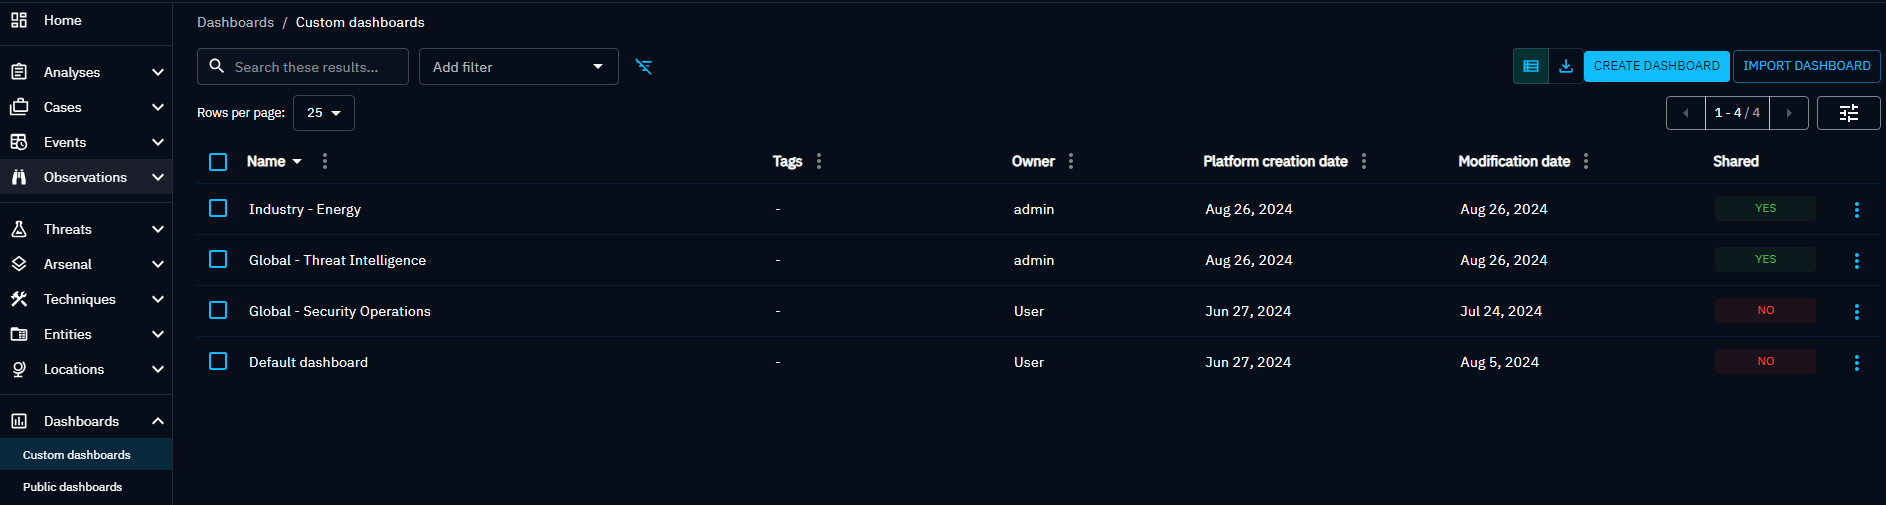 Home
Analyses
Cases
Events
Observations
Threats
Arsenal
Techniques
Entities
Locations
Dashboards
Custom dashboards
Public dashboards
Dashboards / Custom dashboards
Search these results... Add filter CREATE DASHBOARD IMPORT DASHBOARD
Rows per page: 25 1 - 4 / 4
Name Tags Owner Platform creation date Modification date Shared
Industry - Energy - admin Aug 26, 2024 Aug 26, 2024 YES
Global - Threat Intelligence - admin Aug 26, 2024 Aug 26, 2024 YES
Global - Security Operations - User Jun 27, 2024 Jul 24, 2024 NO
Default dashboard - User Jun 27, 2024 Aug 5, 2024 NO